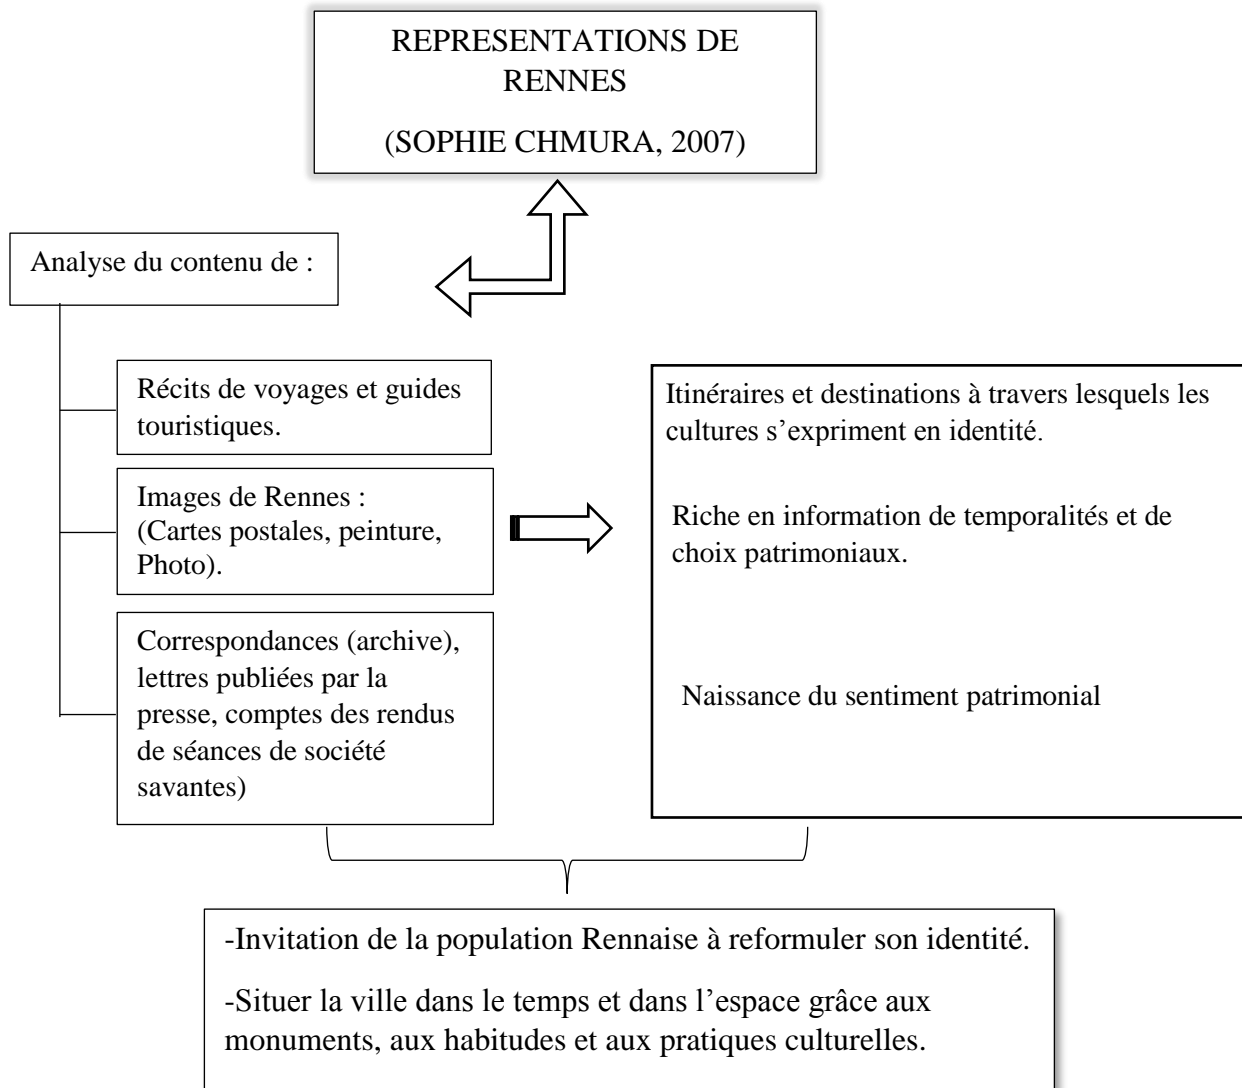 REPRESENTATIONS DE
RENNES
(SOPHIE CHMURA, 2007)
Analyse du contenu de :
Récits de voyages et guides
touristiques.
Images de Rennes :
(Cartes postales, peinture,
Photo).
Correspondances (archive),
lettres publiées par la
presse, comptes des rendus
de séances de société
savantes)
Itinéraires et destinations à travers lesquels les
cultures s’expriment en identité.
Riche en information de temporalités et de
choix patrimoniaux.
Naissance du sentiment patrimonial
-Invitation de la population Rennaise à reformuler son identité.
-Situer la ville dans le temps et dans l’espace grâce aux
monuments, aux habitudes et aux pratiques culturelles.